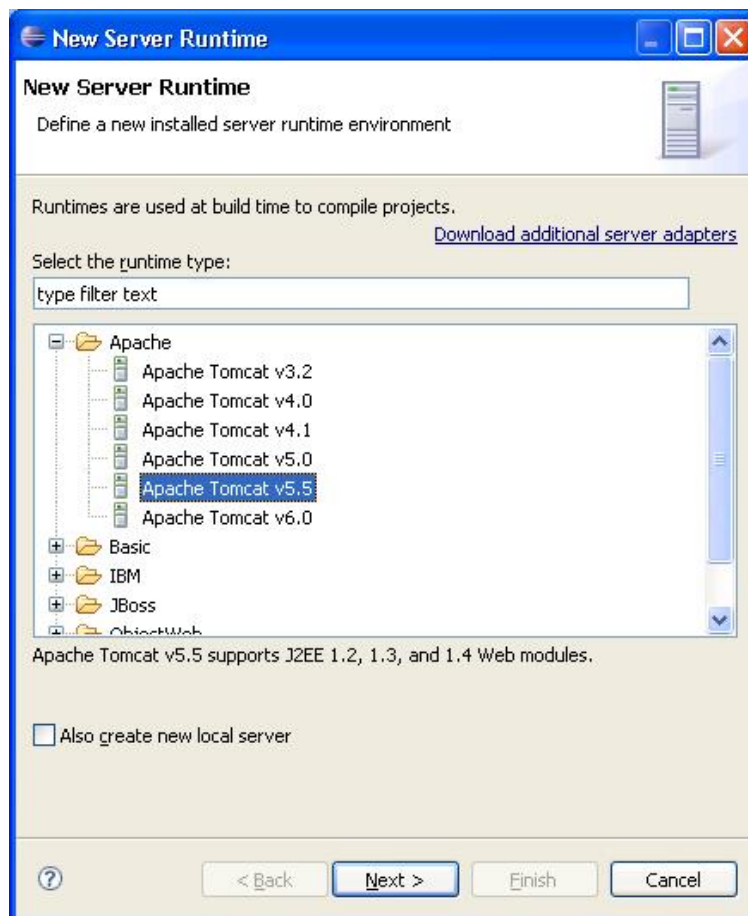 New Server Runtime
New Server Runtime
Define a new installed server runtime environment
Runtimes are used at build time to compile projects.
Download additional server adapters
Select the runtime type:
type filter text
Apache
Apache Tomcat v3.2
Apache Tomcat v4.0
Apache Tomcat v4.1
Apache Tomcat v5.0
Apache Tomcat v5.5
Apache Tomcat v6.0
Basic
IBM
JBoss
ObjectWeb
Apache Tomcat v5.5 supports J2EE 1.2, 1.3, and 1.4 Web modules.
Also create new local server
< Back Next > Finish Cancel